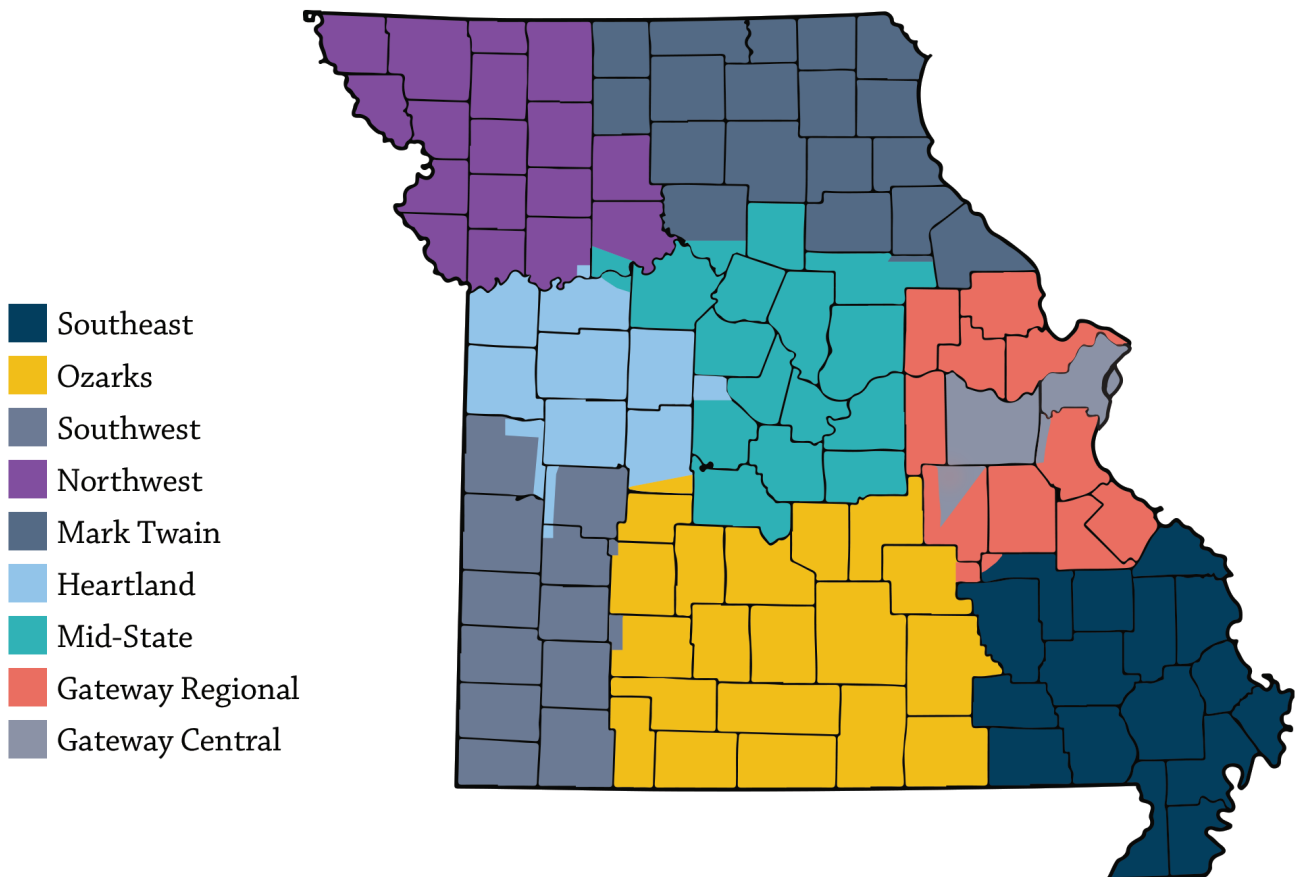 Southeast
Ozarks
Southwest
Northwest
Mark Twain
Heartland
Mid-State
Gateway Regional
Gateway Central